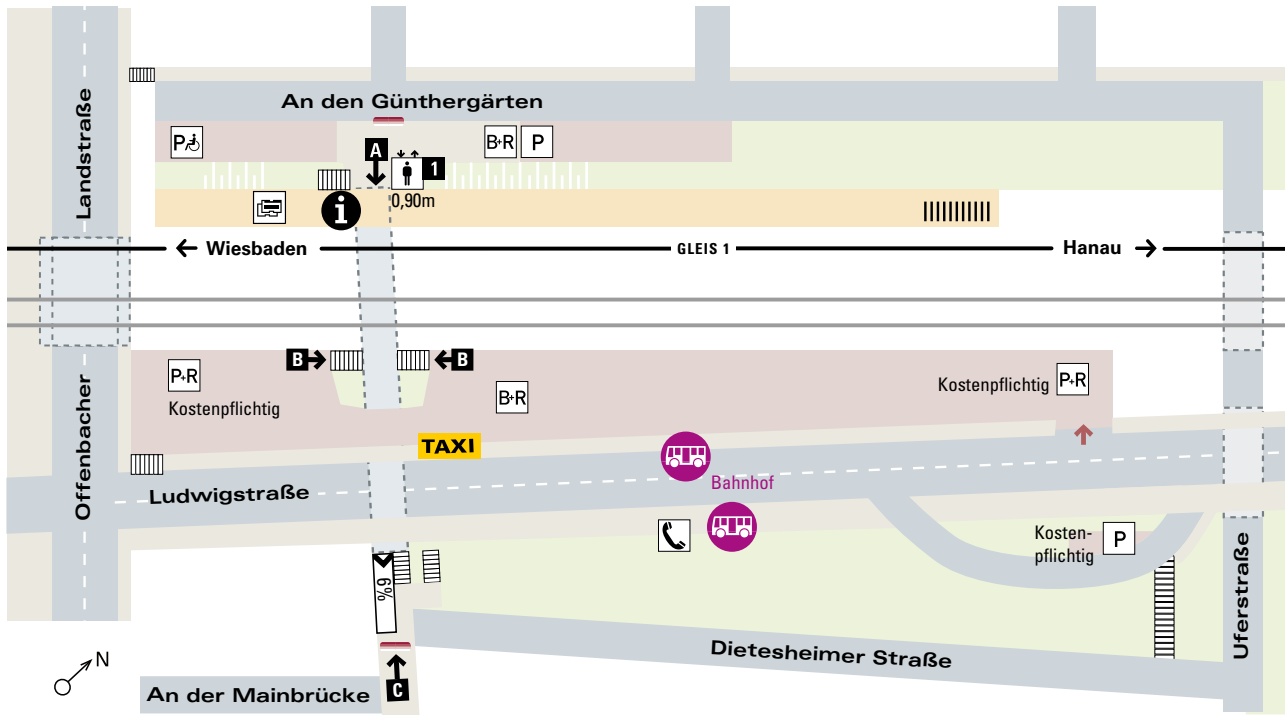 An den Günthergärten
Landstraße
P
A
B+R
P
1
0,90m
i
← Wiesbaden
GLEIS 1
Hanau →
B
B
P+R
Kostenpflichtig
B+R
Kostenpflichtig
P+R
TAXI
Offenbacher
Ludwigstraße
Bahnhof
Kosten-
pflichtig
P
6%
Uferstraße
Dietesheimer Straße
N
An der Mainbrücke
C